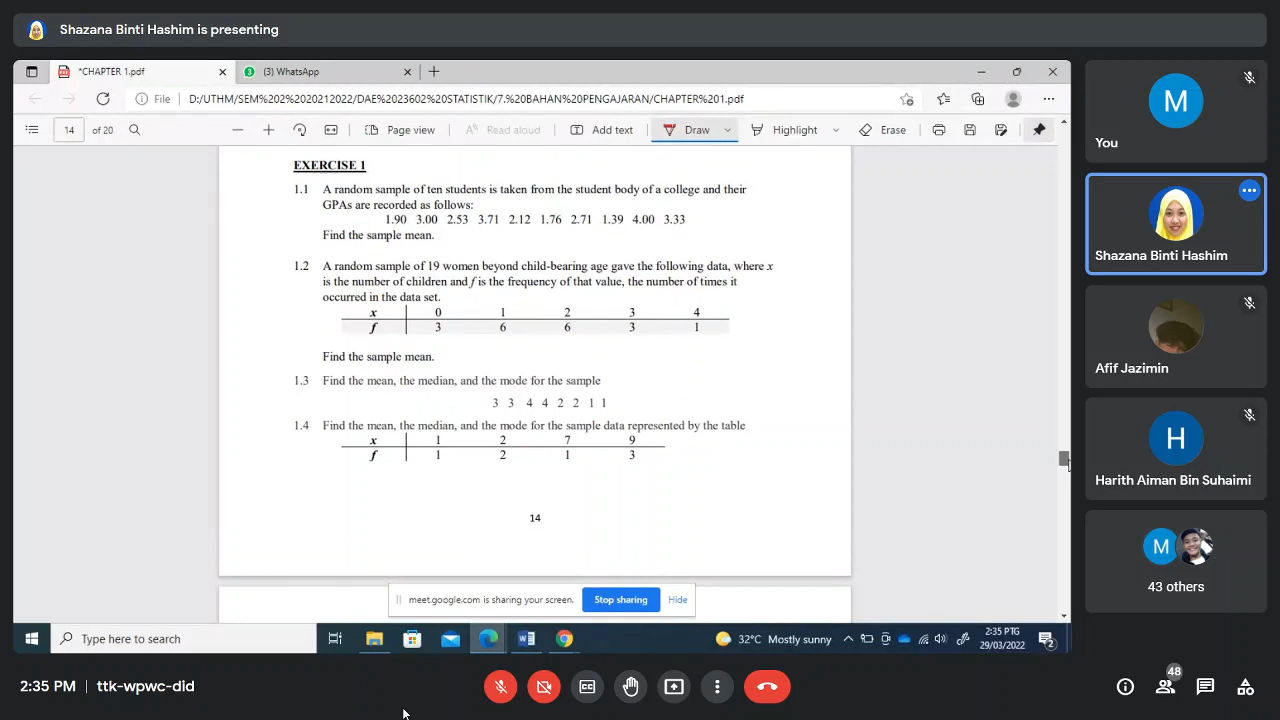 Shazana Binti Hashim is presenting
*CHAPTER 1.pdf
(3) WhatsApp
File D:/UTHM/SEM%202%20212022/DAE%2023602%20STATISTIK/7.%20BAHAN%20PENGAJARAN/CHAPTER%201.pdf
14 of 20 Page view Read aloud Add text Draw Highlight Erase
EXERCISE 1
1.1 A random sample of ten students is taken from the student body of a college and their
GPAs are recorded as follows:
1.90 3.00 2.53 3.71 2.12 1.76 2.71 1.39 4.00 3.33
Find the sample mean.
1.2 A random sample of 19 women beyond child-bearing age gave the following data, where x
is the number of children and f is the frequency of that value, the number of times it
occurred in the data set.
x 0 1 2 3 4
f 3 6 6 3 1
Find the sample mean.
1.3 Find the mean, the median, and the mode for the sample
3 3 4 4 2 2 1 1
1.4 Find the mean, the median, and the mode for the sample data represented by the table
x 1 2 7 9
f 1 2 1 3
14
meet.google.com is sharing your screen. Stop sharing Hide
Type here to search
32°C Mostly sunny
2:35 PTG
29/03/2022
2
M
You
Shazana Binti Hashim
Afif Jazimin
H
Harith Aiman Bin Suhaimi
M
43 others
2:35 PM | ttk-wpwc-did
48